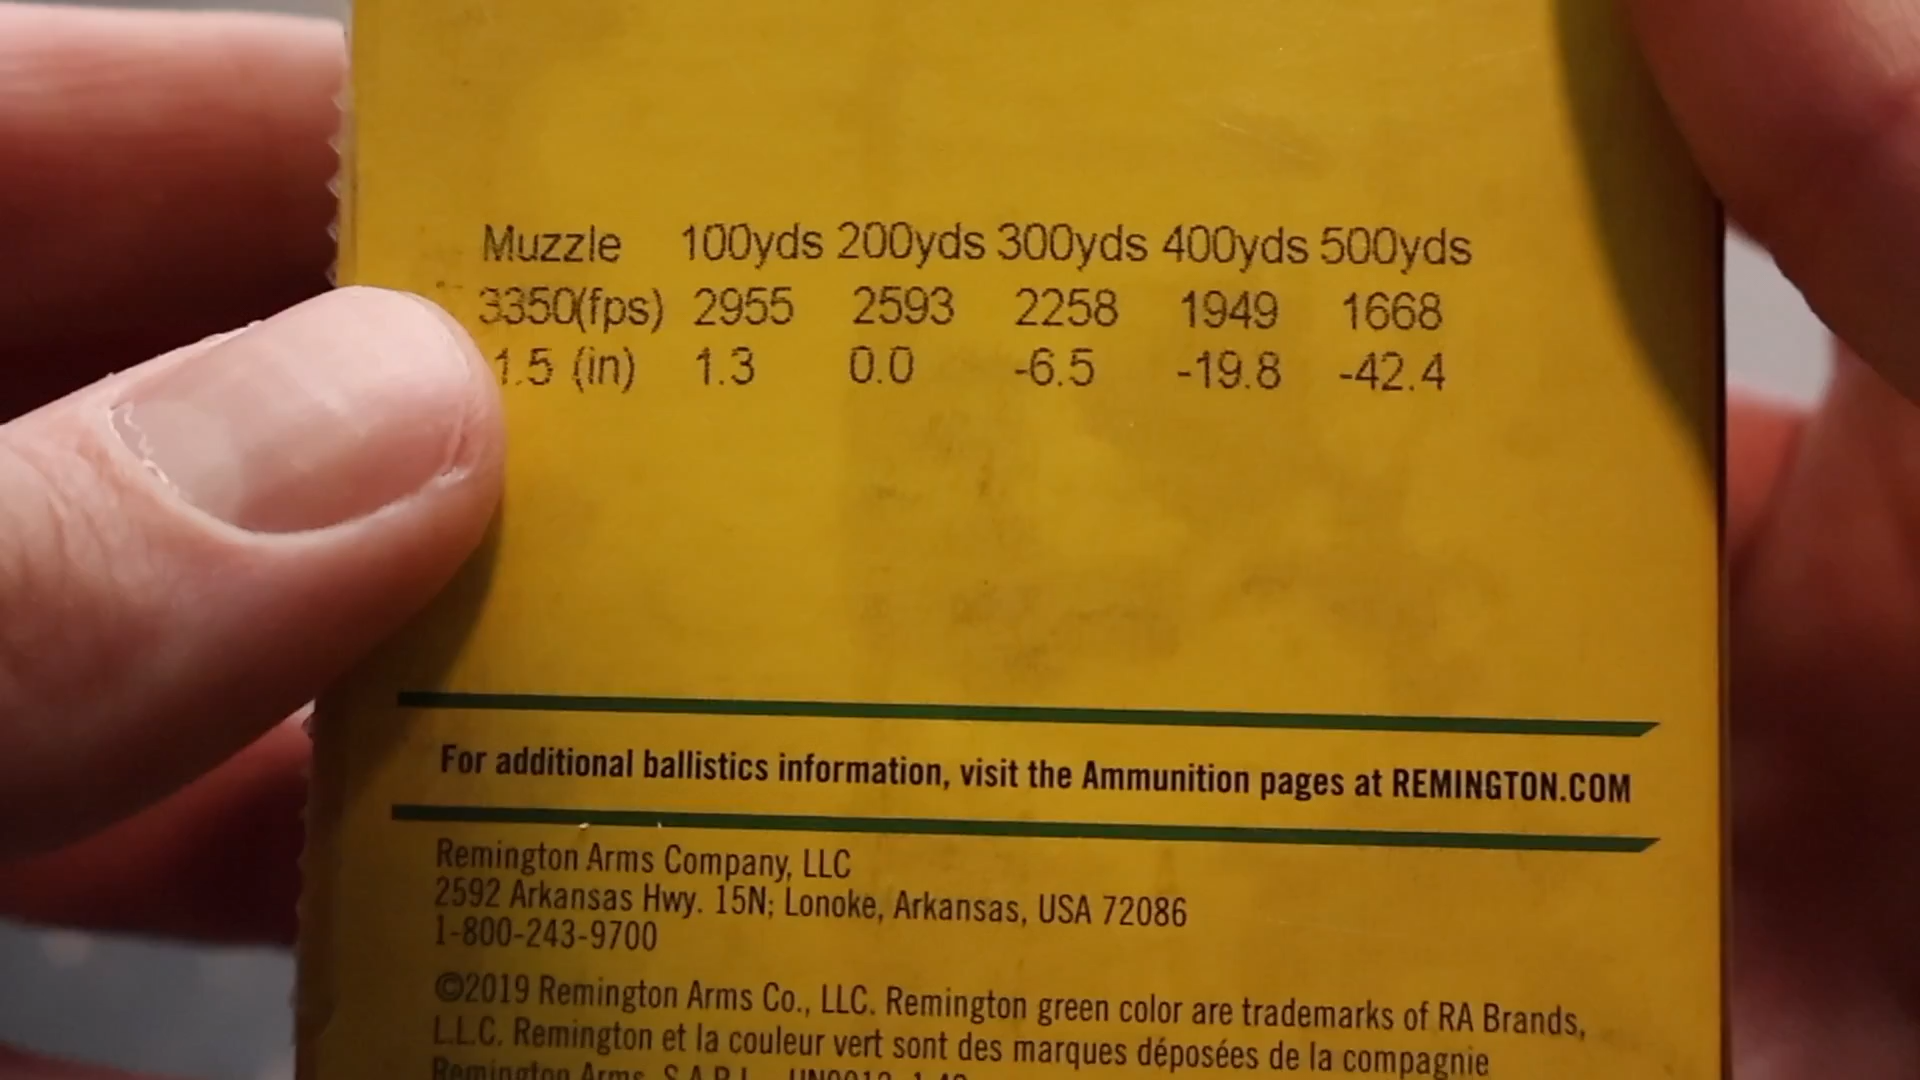 Muzzle 100yds 200yds 300yds 400yds 500yds
3350(fps) 2955 2593 2258 1949 1668
1.5 (in) 1.3 0.0 -6.5 -19.8 -42.4
For additional ballistics information, visit the Ammunition pages at REMINGTON.COM
Remington Arms Company, LLC
2592 Arkansas Hwy. 15N; Lonoke, Arkansas, USA 72086
1-800-243-9700
©2019 Remington Arms Co., LLC. Remington green color are trademarks of RA Brands,
L.L.C. Remington et la couleur vert sont des marques déposées de la compagnie
Remington Arms, S.A.R.L.